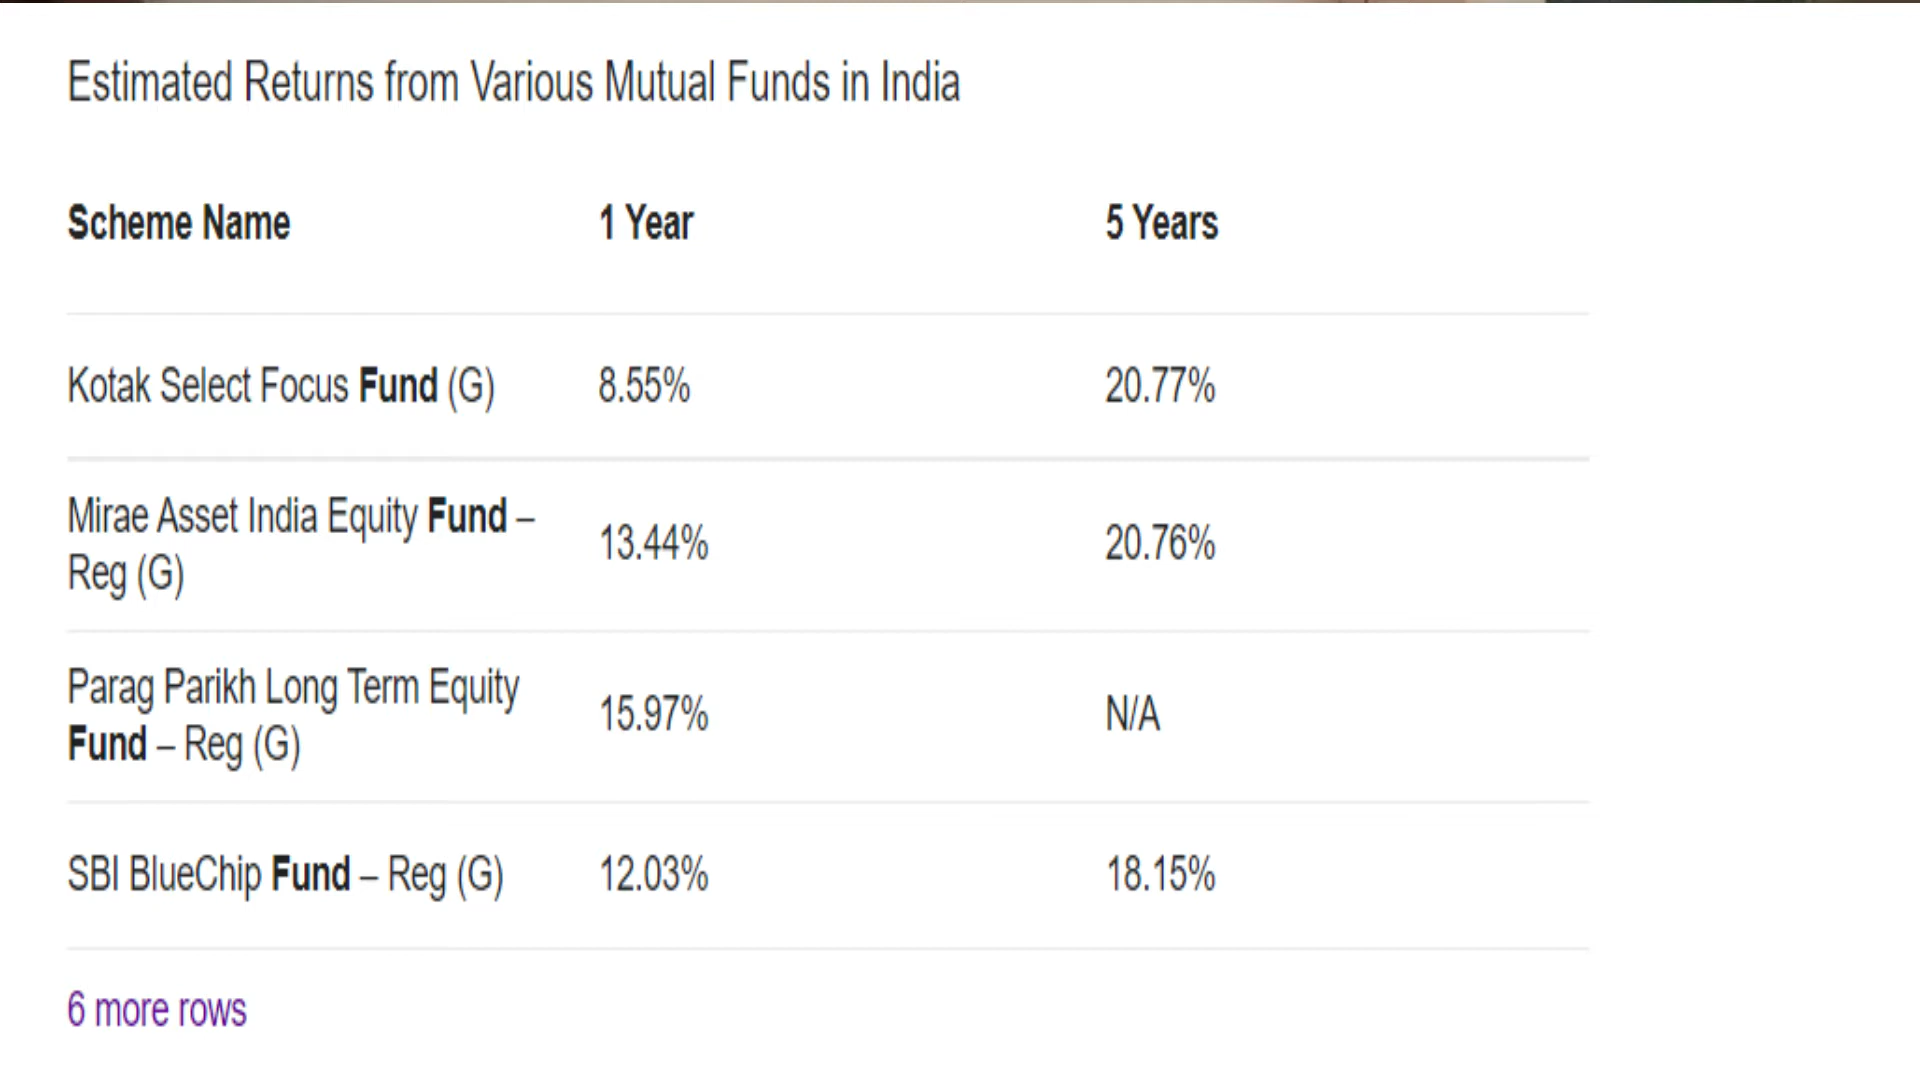 Estimated Returns from Various Mutual Funds in India
Scheme Name 1 Year 5 Years
Kotak Select Focus Fund (G) 8.55% 20.77%
Mirae Asset India Equity Fund –
Reg (G) 13.44% 20.76%
Parag Parikh Long Term Equity
Fund – Reg (G) 15.97% N/A
SBI BlueChip Fund – Reg (G) 12.03% 18.15%
6 more rows